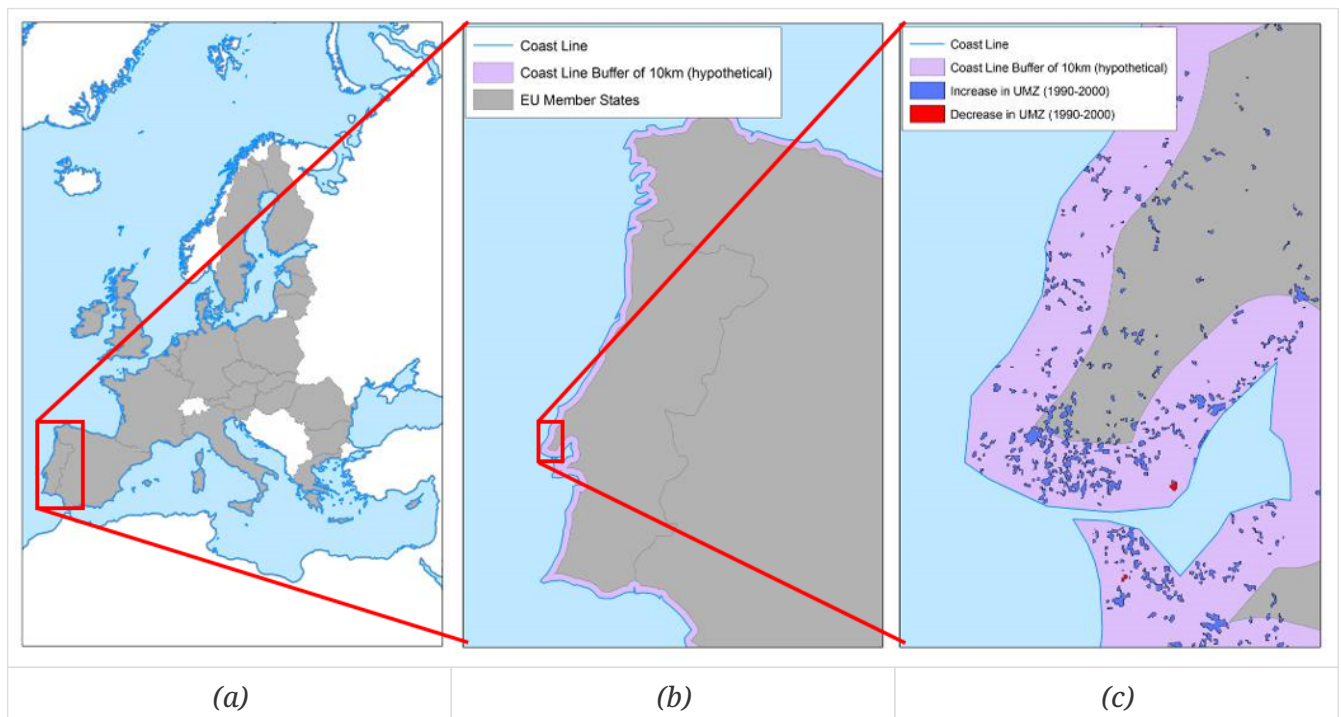 Coast Line
Coast Line Buffer of 10km (hypothetical)
EU Member States
Coast Line
Coast Line Buffer of 10km (hypothetical)
Increase in UMZ (1990-2000)
Decrease in UMZ (1990-2000)
(a)
(b)
(c)